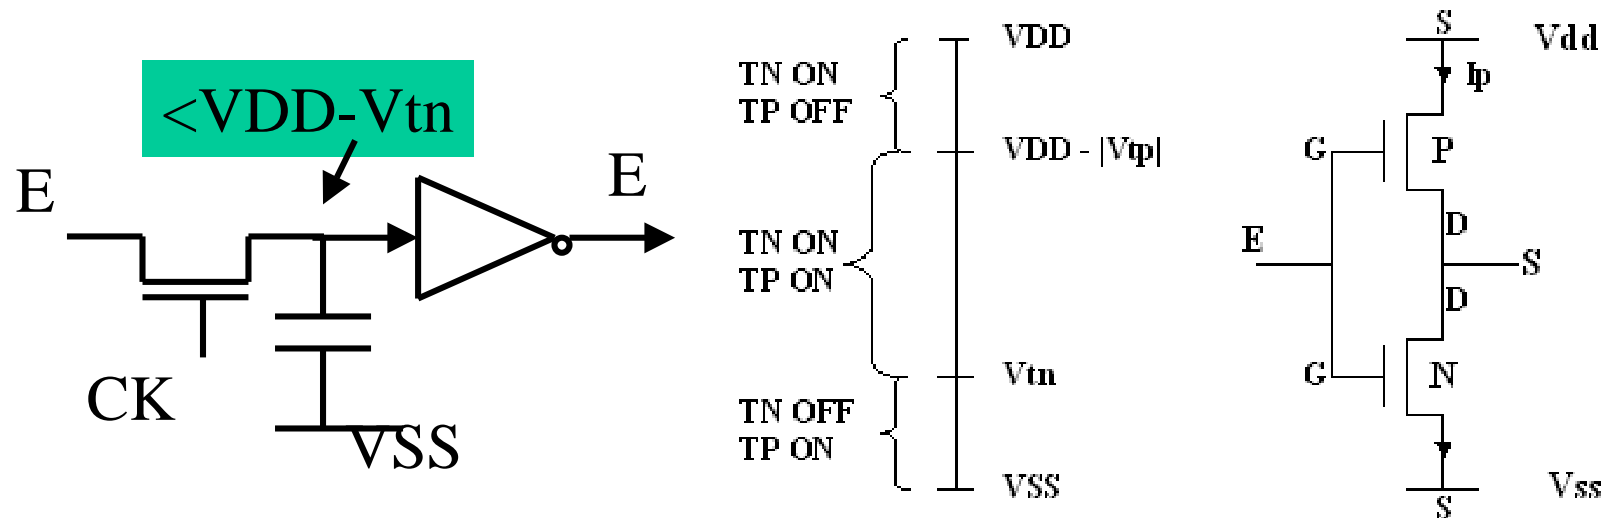 <VDD-Vtn
E
E
CK
VSS
VDD
TN ON
TP OFF
VDD - |Vtp|
TN ON
TP ON
Vtn
TN OFF
TP ON
VSS
S
Vdd
Ip
G
P
D
E
S
D
G
N
Vss
S